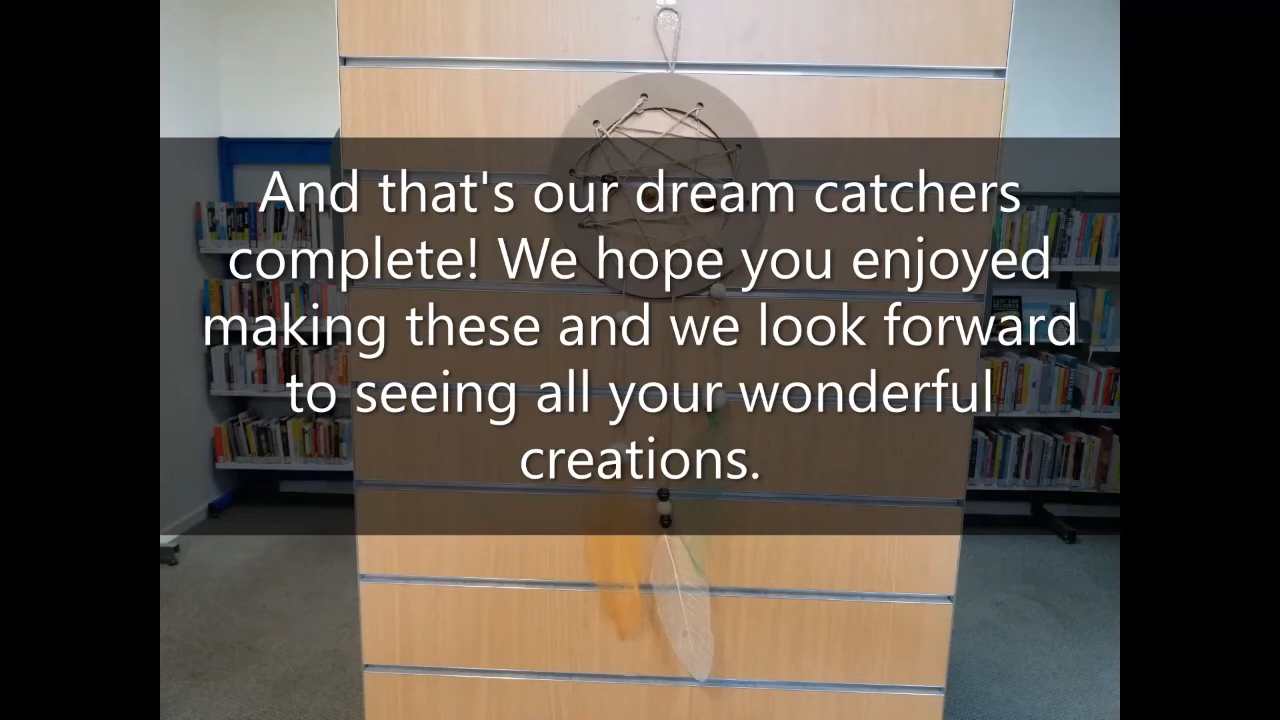 And that's our dream catchers
complete! We hope you enjoyed
making these and we look forward
to seeing all your wonderful
creations.